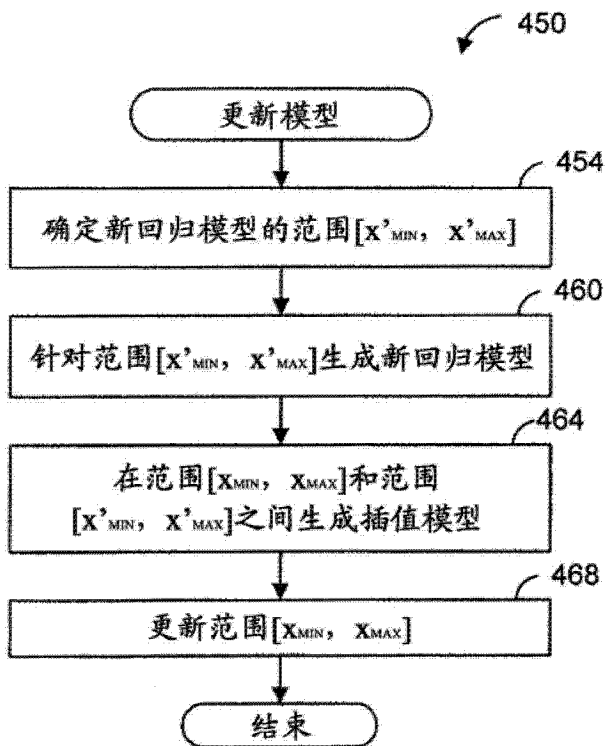 450
更新模型
454
确定新回归模型的范围[x'MIN, x'MAX]
460
针对范围[x'MIN, x'MAX]生成新回归模型
464
在范围[xMIN, xMAX]和范围
[x'MIN, x'MAX]之间生成插值模型
468
更新范围[xMIN, xMAX]
结束